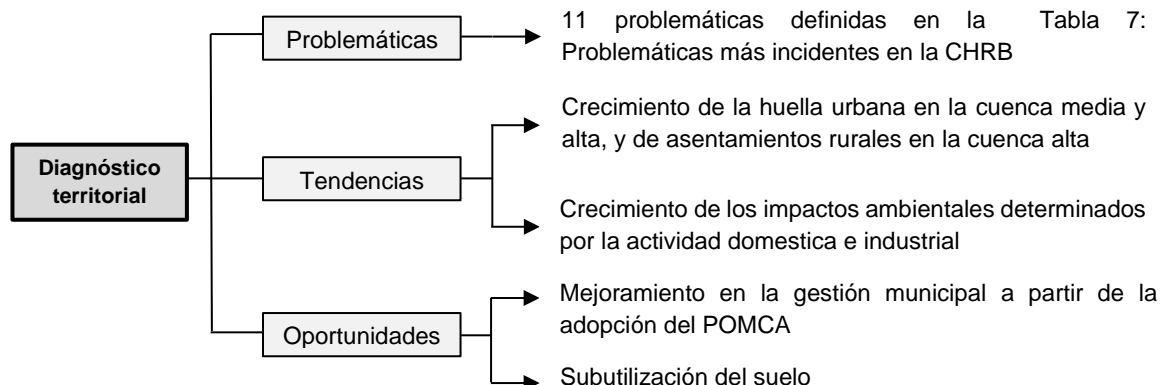 Diagnóstico
territorial
Problemáticas
11 problemáticas definidas en la Tabla 7:
Problemáticas más incidentes en la CHRB
Tendencias
Crecimiento de la huella urbana en la cuenca media y
alta, y de asentamientos rurales en la cuenca alta
Crecimiento de los impactos ambientales determinados
por la actividad domestica e industrial
Oportunidades
Mejoramiento en la gestión municipal a partir de la
adopción del POMCA
Subutilización del suelo